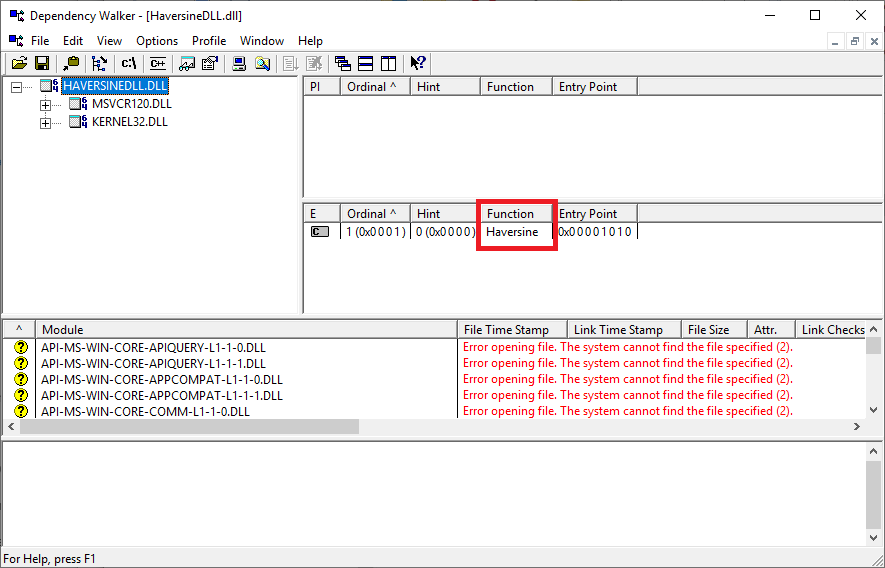 Dependency Walker - [HaversineDLL.dll]
File Edit View Options Profile Window Help
c:\ C++
HAVERSINEDLL.DLL
MSVCR120.DLL
KERNEL32.DLL
PI Ordinal ^ Hint Function Entry Point
E Ordinal ^ Hint Function Entry Point
C 1 (0x0001) 0 (0x0000) Haversine 0x00001010
^ Module File Time Stamp Link Time Stamp File Size Attr. Link Checks
? API-MS-WIN-CORE-APIQUERY-L1-1-0.DLL Error opening file. The system cannot find the file specified (2).
? API-MS-WIN-CORE-APIQUERY-L1-1-1.DLL Error opening file. The system cannot find the file specified (2).
? API-MS-WIN-CORE-APPCOMPAT-L1-1-0.DLL Error opening file. The system cannot find the file specified (2).
? API-MS-WIN-CORE-APPCOMPAT-L1-1-1.DLL Error opening file. The system cannot find the file specified (2).
? API-MS-WIN-CORE-COMM-L1-1-0.DLL Error opening file. The system cannot find the file specified (2).
For Help, press F1